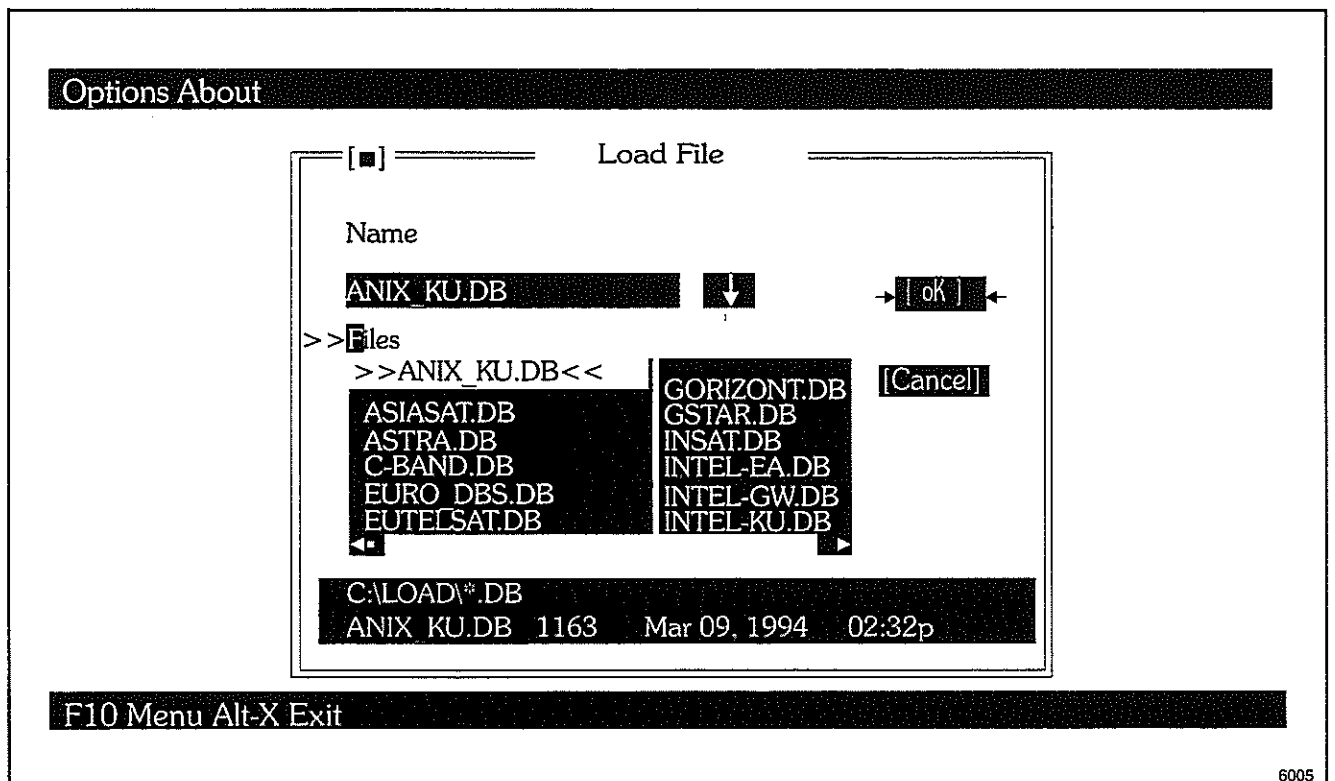 Options About
[■] Load File
Name
ANIX_KU.DB
[ oK ]
>>Files
>>ANIX_KU.DB<<
[Cancel]
ASIASAT.DB
ASTRA.DB
C-BAND.DB
EURO_DBS.DB
EUTELSAT.DB
GORIZONT.DB
GSTAR.DB
INSAT.DB
INTEL-EA.DB
INTEL-GW.DB
INTEL-KU.DB
C:\LOAD\*.DB
ANIX_KU.DB 1163 Mar 09, 1994 02:32p
F10 Menu Alt-X Exit
6005